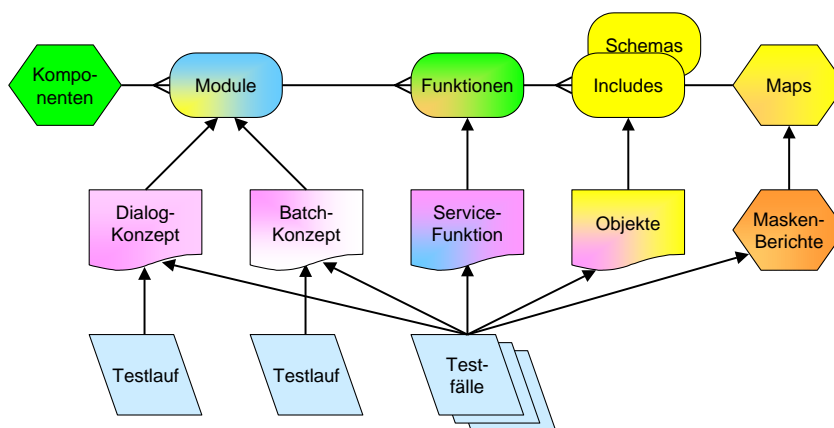 Schemas
Kompo-
nenten
Module
Funktionen
Includes
Maps
Dialog-
Konzept
Batch-
Konzept
Service-
Funktion
Objekte
Masken-
Berichte
Testlauf
Testlauf
Test-
fälle